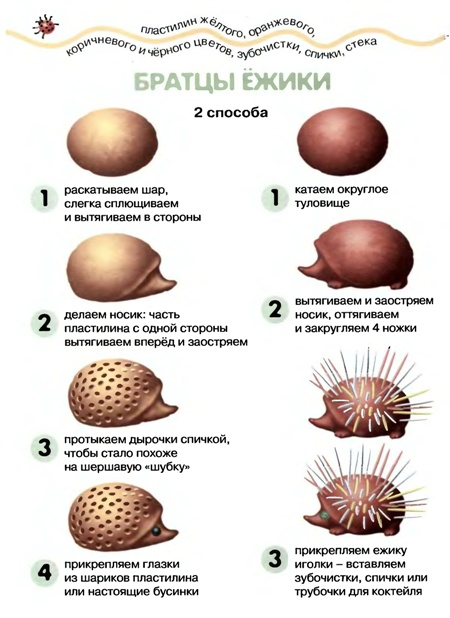 пластилин жёлтого, оранжевого,
коричневого и чёрного цветов, зубочистки, спички, стека
БРАТЦЫ ЁЖИКИ
2 способа
1
раскатываем шар,
слегка сплющиваем
и вытягиваем в стороны
2
делаем носик: часть
пластилина с одной стороны
вытягиваем вперёд и заостряем
3
протыкаем дырочки спичкой,
чтобы стало похоже
на шершавую «шубку»
4
прикрепляем глазки
из шариков пластилина
или настоящие бусинки
1
катаем округлое
туловище
2
вытягиваем и заостряем
носик, оттягиваем
и закругляем 4 ножки
3
прикрепляем ежику
иголки – вставляем
зубочистки, спички или
трубочки для коктейля